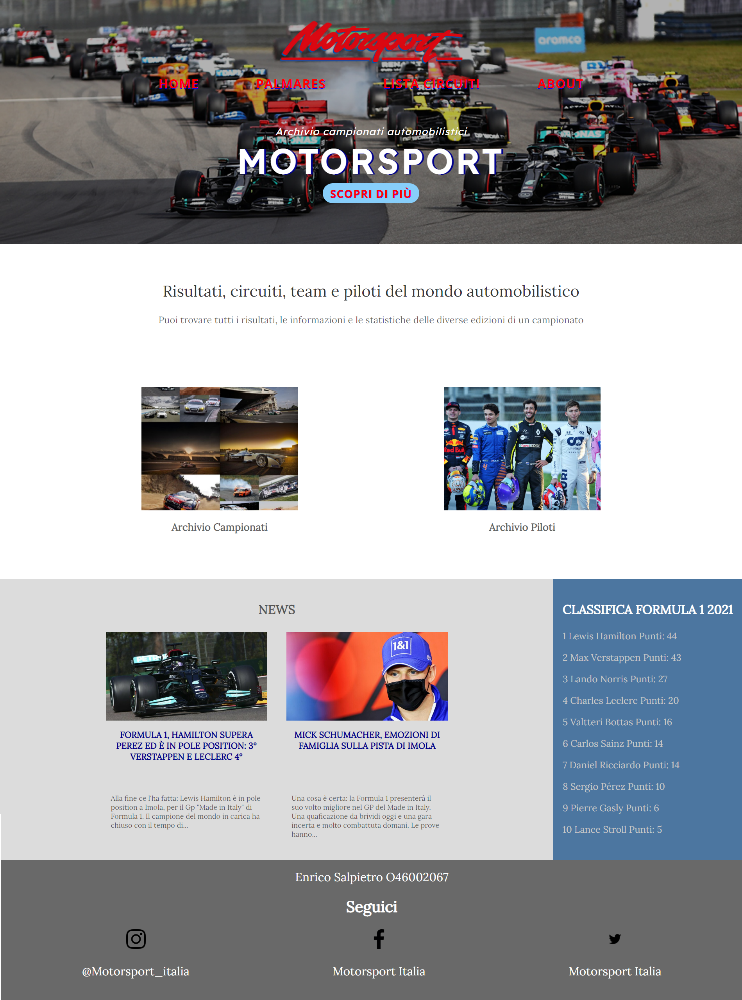 aramco
Motorsport
HOME
PALMARES
LISTA CIRCUITI
ABOUT
Archivio campionati automobilistici
MOTORSPORT
SCOPRI DI PIÙ
Risultati, circuiti, team e piloti del mondo automobilistico
Puoi trovare tutti i risultati, le informazioni e le statistiche delle diverse edizioni di un campionato
Red Bull
EDGE
Archivio Campionati
Archivio Piloti
NEWS
1&1
FORMULA 1, HAMILTON SUPERA
PEREZ ED È IN POLE POSITION: 3°
VERSTAPPEN E LECLERC 4°
Alla fine ce l'ha fatta: Lewis Hamilton è in pole
position a Imola, per il Gp "Made in Italy" di
Formula 1. Il campione del mondo in carica ha
chiuso con il tempo di...
MICK SCHUMACHER, EMOZIONI DI
FAMIGLIA SULLA PISTA DI IMOLA
Una cosa è certa: la Formula 1 presenterà il
suo volto migliore nel GP del Made in Italy.
Una quaficazione da brividi oggi e una gara
incerta e molto combattuta domani. Le prove
hanno...
CLASSIFICA FORMULA 1 2021
1 Lewis Hamilton Punti: 44
2 Max Verstappen Punti: 43
3 Lando Norris Punti: 27
4 Charles Leclerc Punti: 20
5 Valtteri Bottas Punti: 16
6 Carlos Sainz Punti: 14
7 Daniel Ricciardo Punti: 14
8 Sergio Pérez Punti: 10
9 Pierre Gasly Punti: 6
10 Lance Stroll Punti: 5
Enrico Salpietro O46002067
Seguici
@Motorsport_italia
Motorsport Italia
Motorsport Italia